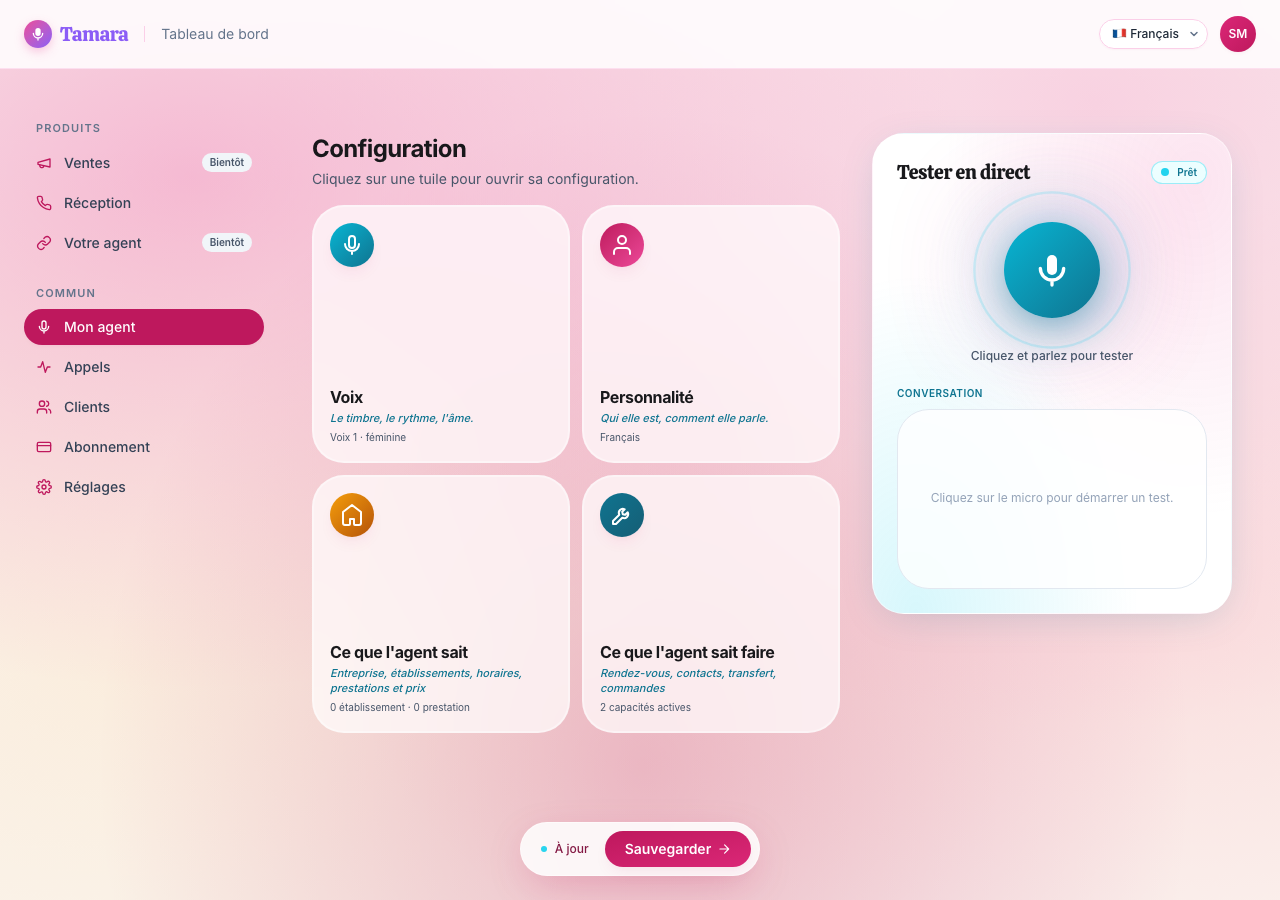 Tamara
Tableau de bord
Français
SM
PRODUITS
Ventes
Bientôt
Réception
Votre agent
Bientôt
COMMUN
Mon agent
Appels
Clients
Abonnement
Réglages
Configuration
Cliquez sur une tuile pour ouvrir sa configuration.
Voix
Le timbre, le rythme, l'âme.
Voix 1 · féminine
Personnalité
Qui elle est, comment elle parle.
Français
Ce que l'agent sait
Entreprise, établissements, horaires,
prestations et prix
0 établissement · 0 prestation
Ce que l'agent sait faire
Rendez-vous, contacts, transfert,
commandes
2 capacités actives
Tester en direct
Prêt
Cliquez et parlez pour tester
CONVERSATION
Cliquez sur le micro pour démarrer un test.
À jour
Sauvegarder